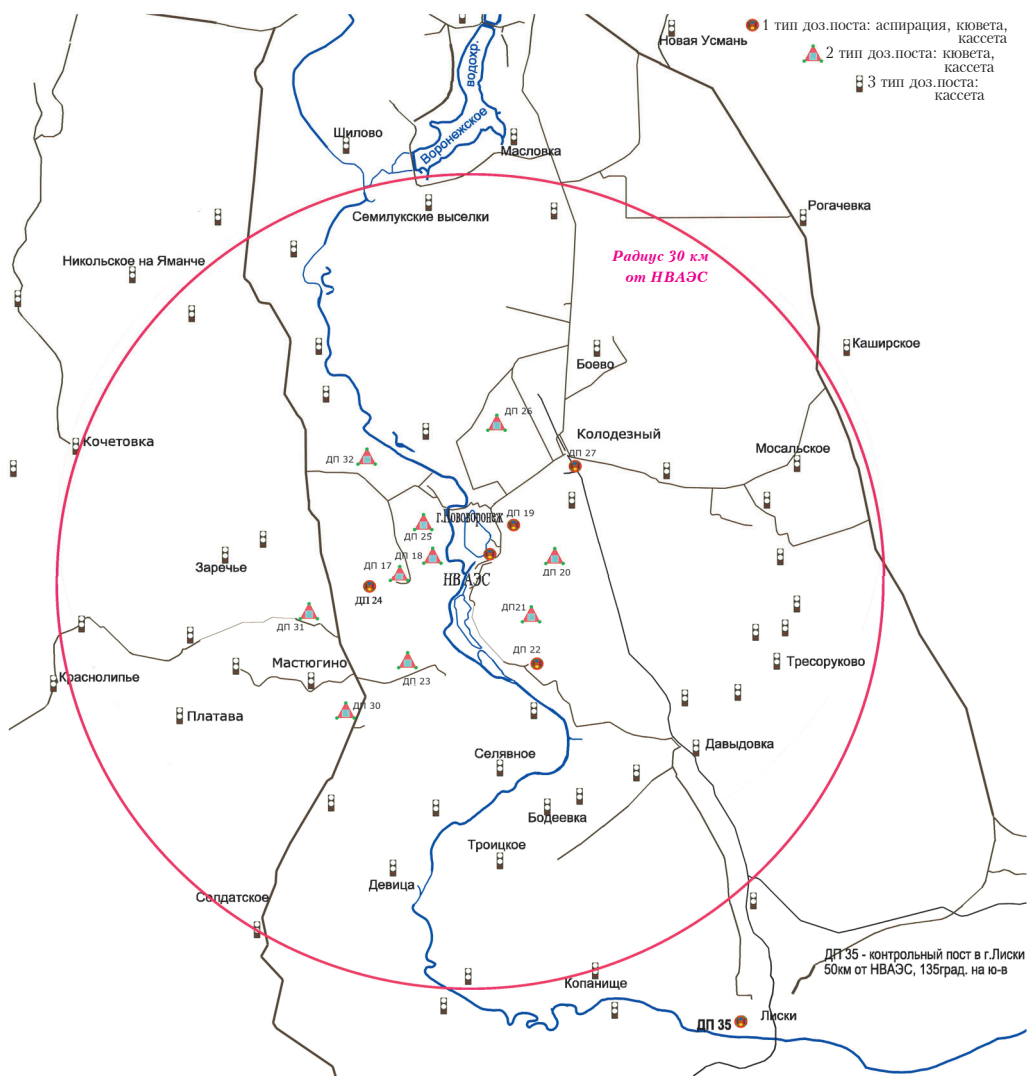 1 тип доз.поста: аспирация, кювета,
кассета
Новая Усмань
2 тип доз.поста: кювета,
кассета
3 тип доз.поста:
кассета
водохр.
Воронежское
Шилово
Масловка
Семилукские выселки
Рогачевка
Радиус 30 км
от НВАЭС
Никольское на Яманче
Каширское
Боево
ДП 26
Колодезный
Кочетовка
ДП 27
Мосальское
ДП 32
г.Нововоронеж
ДП 19
ДП 25
ДП 18
Заречье
ДП 17
НВ АЭС
ДП 20
ДП 24
ДП21
ДП 31
ДП 22
Мастюгино
Тресоруково
Краснолипье
ДП 23
ДП 30
Платава
Давыдовка
Селявное
Бодеевка
Троицкое
Девица
Солдатское
ДП 35 - контрольный пост в г.Лиски
50км от НВАЭС, 135град. на ю-в
Копанище
Лиски
ДП 35